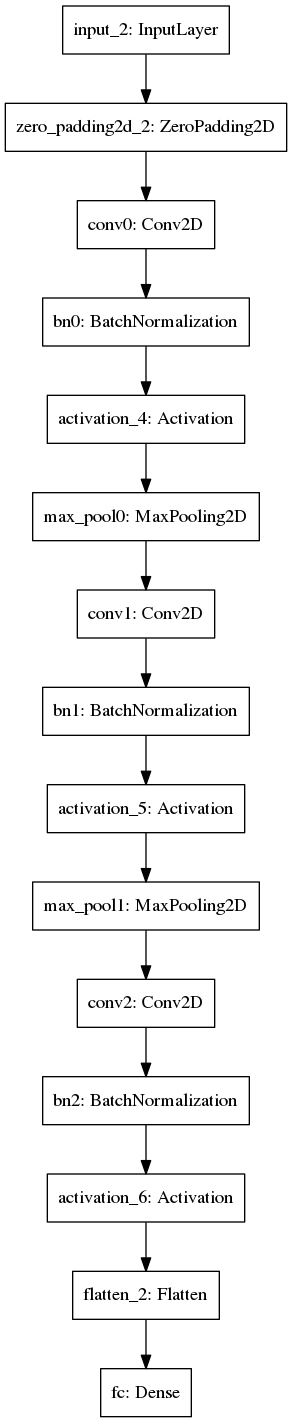 input_2: InputLayer
zero_padding2d_2: ZeroPadding2D
conv0: Conv2D
bn0: BatchNormalization
activation_4: Activation
max_pool0: MaxPooling2D
conv1: Conv2D
bn1: BatchNormalization
activation_5: Activation
max_pool1: MaxPooling2D
conv2: Conv2D
bn2: BatchNormalization
activation_6: Activation
flatten_2: Flatten
fc: Dense